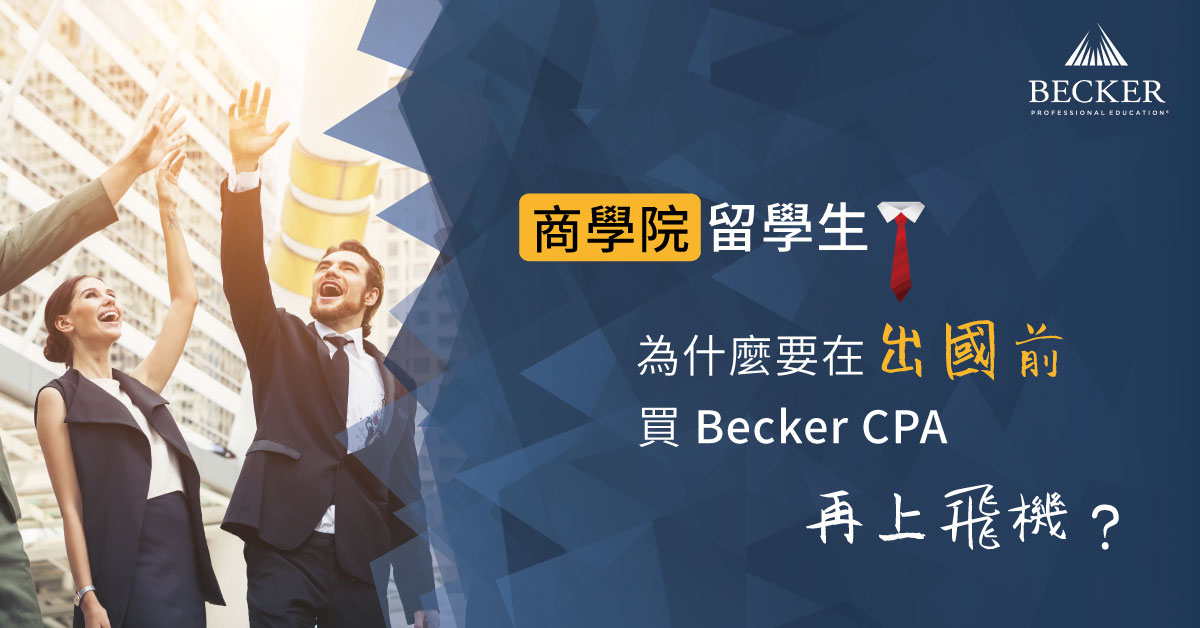 BECKER
PROFESSIONAL EDUCATION®
商學院 留學生
為什麼要在 出國前
買 Becker CPA
再上飛機?